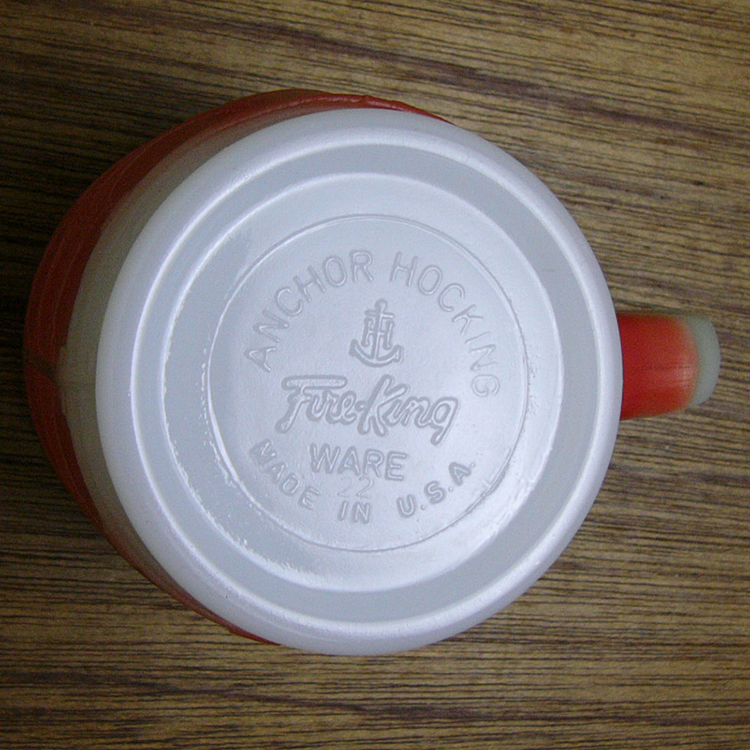 ANCHOR HOCKING
Fire-King
WARE
22
MADE IN U.S.A.